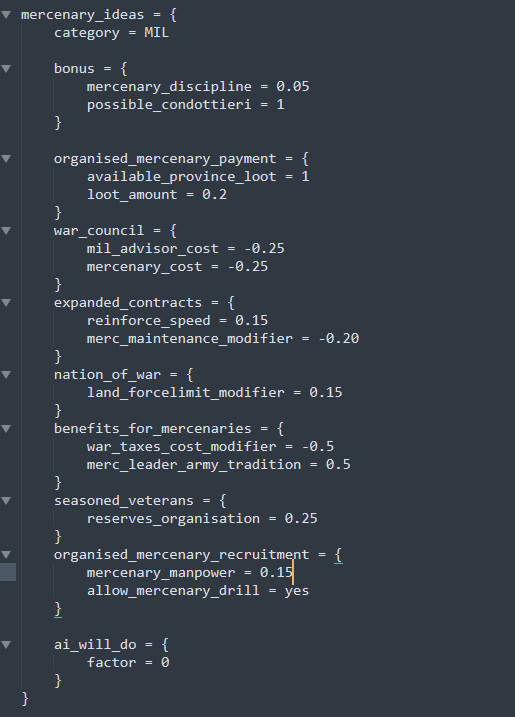 mercenary_ideas = {
category = MIL
bonus = {
mercenary_discipline = 0.05
possible_condottieri = 1
}
organised_mercenary_payment = {
available_province_loot = 1
loot_amount = 0.2
}
war_council = {
mil_advisor_cost = -0.25
mercenary_cost = -0.25
}
expanded_contracts = {
reinforce_speed = 0.15
merc_maintenance_modifier = -0.20
}
nation_of_war = {
land_forcelimit_modifier = 0.15
}
benefits_for_mercenaries = {
war_taxes_cost_modifier = -0.5
merc_leader_army_tradition = 0.5
}
seasoned_veterans = {
reserves_organisation = 0.25
}
organised_mercenary_recruitment = {
mercenary_manpower = 0.15
allow_mercenary_drill = yes
}
ai_will_do = {
factor = 0
}
}